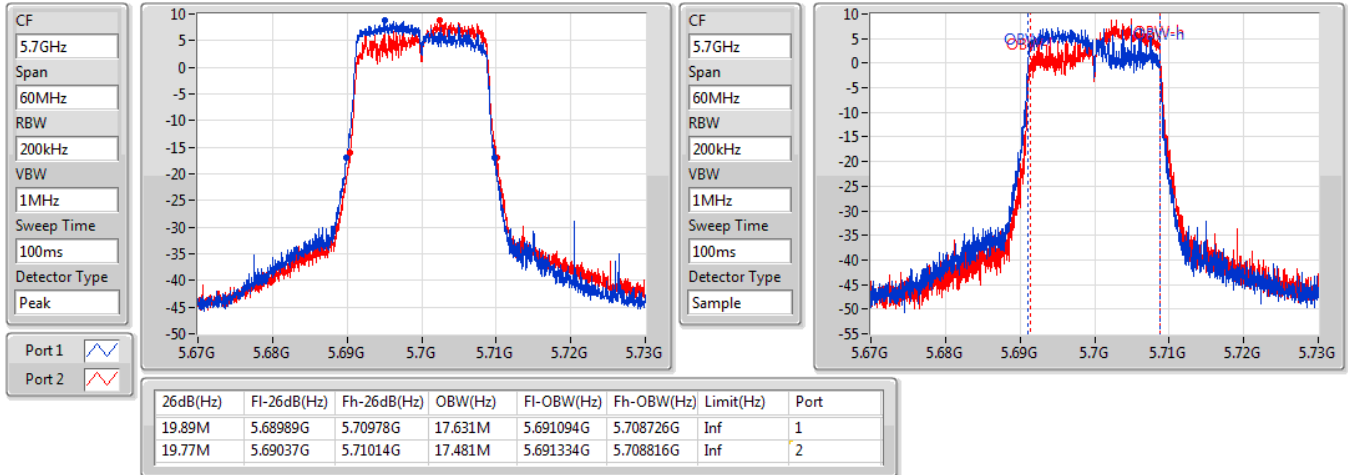 CF
5.7GHz
Span
60MHz
RBW
200kHz
VBW
1MHz
Sweep Time
100ms
Detector Type
Peak
Port 1
Port 2
10
5
0
-5
-10
-15
-20
-25
-30
-35
-40
-45
-50
5.67G 5.68G 5.69G 5.7G 5.71G 5.72G 5.73G
CF
5.7GHz
Span
60MHz
RBW
200kHz
VBW
1MHz
Sweep Time
100ms
Detector Type
Sample
10
5
0
-5
-10
-15
-20
-25
-30
-35
-40
-45
-50
-55
OBW-h
5.67G 5.68G 5.69G 5.7G 5.71G 5.72G 5.73G
26dB(Hz) Fl-26dB(Hz) Fh-26dB(Hz) OBW(Hz) Fl-OBW(Hz) Fh-OBW(Hz) Limit(Hz) Port
19.89M 5.68989G 5.70978G 17.631M 5.691094G 5.708726G Inf 1
19.77M 5.69037G 5.71014G 17.481M 5.691334G 5.708816G Inf 2